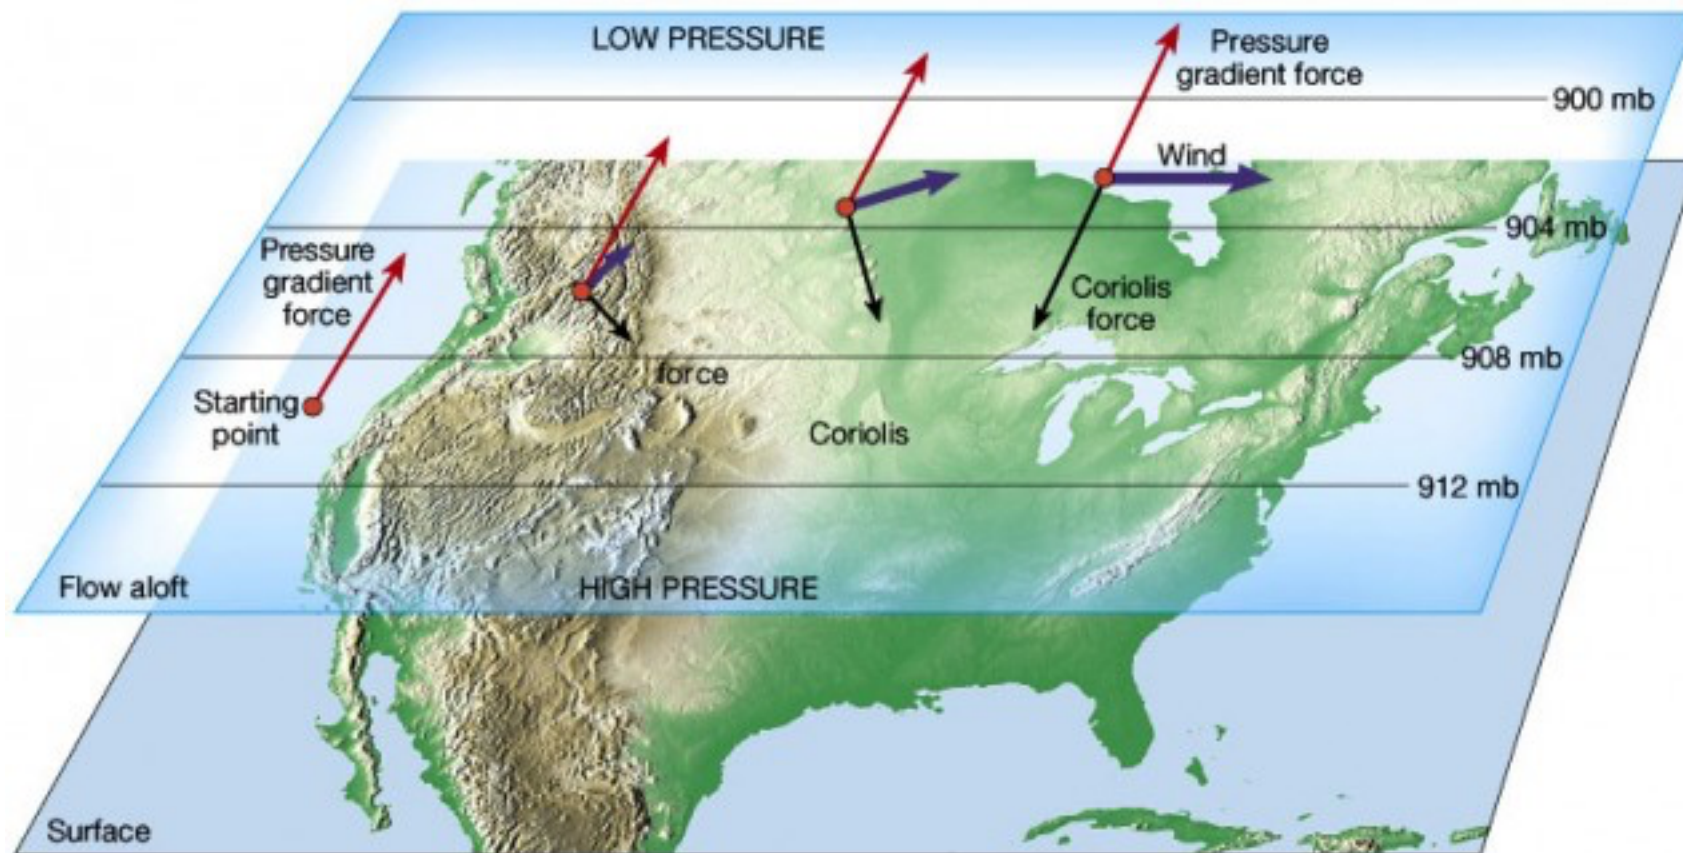 LOW PRESSURE
Pressure
gradient force
900 mb
Wind
904 mb
Pressure
gradient
force
Coriolis
force
908 mb
force
Starting
point
Coriolis
912 mb
Flow aloft
HIGH PRESSURE
Surface